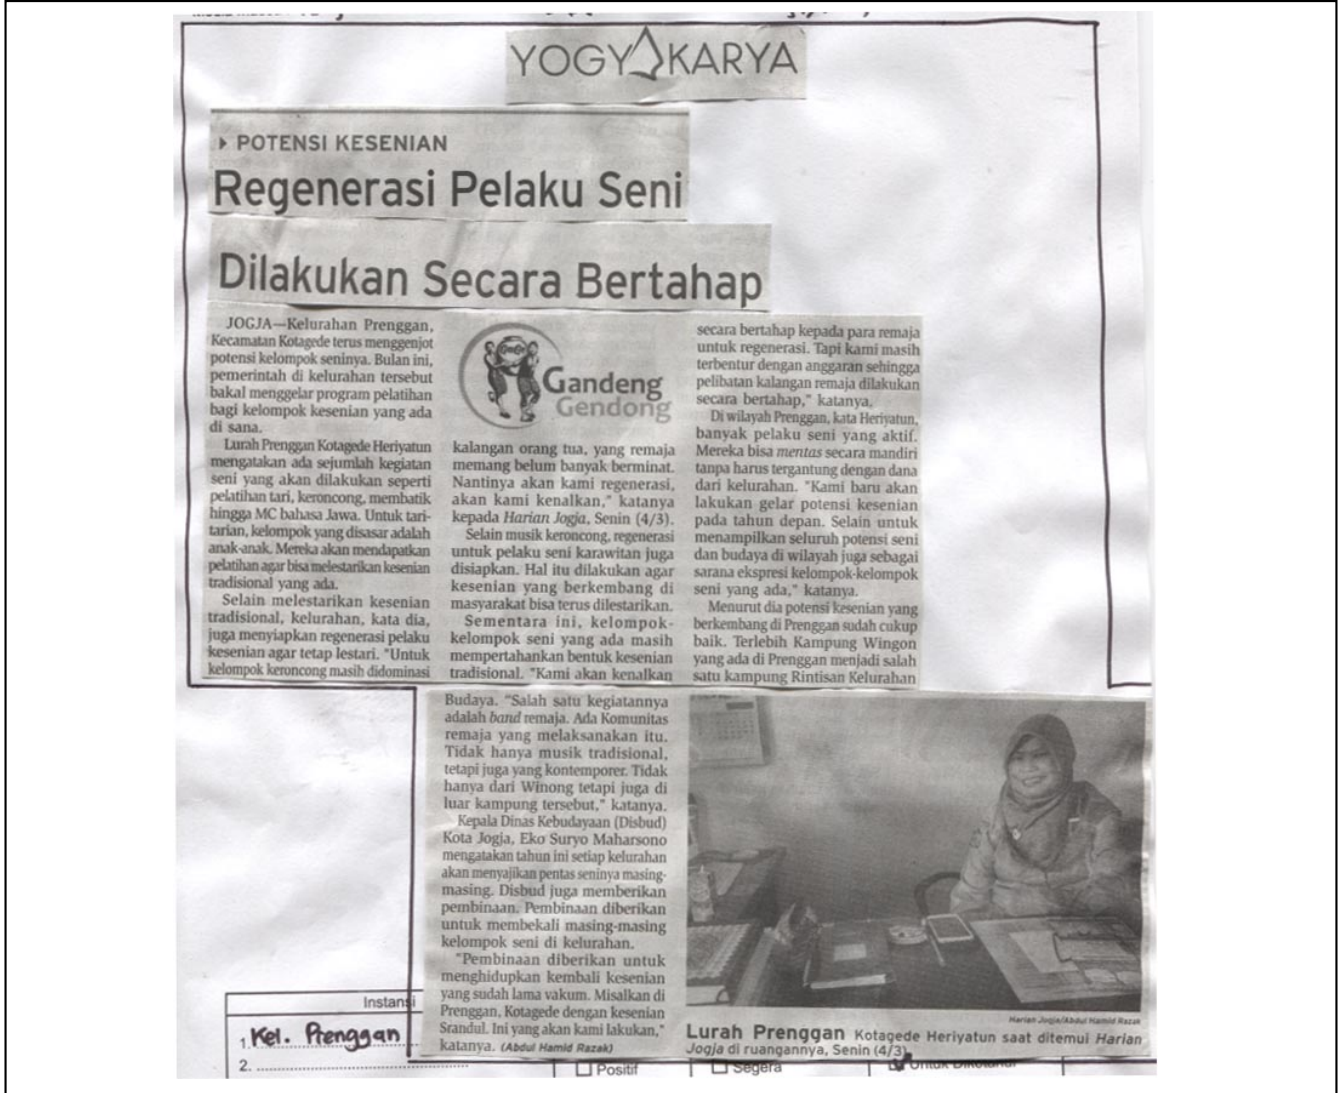 YOGYAKARYA
POTENSI KESENIAN
Regenerasi Pelaku Seni
Dilakukan Secara Bertahap
JOGJA—Kelurahan Prenggan,
Kecamatan Kotagede terus menggenjot
potensi kelompok seninya. Bulan ini,
pemerintah di kelurahan tersebut
bakal menggelar program pelatihan
bagi kelompok kesenian yang ada
di sana.
Lurah Prenggan Kotagede Heriyatun
mengatakan ada sejumlah kegiatan
seni yang akan dilakukan seperti
pelatihan tari, keroncong, membatik
hingga MC bahasa Jawa. Untuk tari-
tarian, kelompok yang disasar adalah
anak-anak. Mereka akan mendapatkan
pelatihan agar bisa melestarikan kesenian
tradisional yang ada.
Selain melestarikan kesenian
tradisional, kelurahan, kata dia,
juga menyiapkan regenerasi pelaku
kesenian agar tetap lestari. "Untuk
kelompok keroncong masih didominasi
Gandeng
Gendong
kalangan orang tua, yang remaja
memang belum banyak berminat.
Nantinya akan kami regenerasi,
akan kami kenalkan," katanya
kepada Harian Jogja, Senin (4/3).
Selain musik keroncong, regenerasi
untuk pelaku seni karawitan juga
disiapkan. Hal itu dilakukan agar
kesenian yang berkembang di
masyarakat bisa terus dilestarikan.
Sementara ini, kelompok-
kelompok seni yang ada masih
mempertahankan bentuk kesenian
tradisional. "Kami akan kenalkan
secara bertahap kepada para remaja
untuk regenerasi. Tapi kami masih
terbentur dengan anggaran sehingga
pelibatan kalangan remaja dilakukan
secara bertahap," katanya.
Di wilayah Prenggan, kata Heriyatun,
banyak pelaku seni yang aktif.
Mereka bisa mentas secara mandiri
tanpa harus tergantung dengan dana
dari kelurahan. "Kami baru akan
lakukan gelar potensi kesenian
pada tahun depan. Selain untuk
menampilkan seluruh potensi seni
dan budaya di wilayah juga sebagai
sarana ekspresi kelompok-kelompok
seni yang ada," katanya.
Menurut dia potensi kesenian yang
berkembang di Prenggan sudah cukup
baik. Terlebih Kampung Wingon
yang ada di Prenggan menjadi salah
satu kampung Rintisan Kelurahan
Budaya. "Salah satu kegiatannya
adalah band remaja. Ada Komunitas
remaja yang melaksanakan itu.
Tidak hanya musik tradisional,
tetapi juga yang kontemporer. Tidak
hanya dari Winong tetapi juga di
luar kampung tersebut," katanya.
Kepala Dinas Kebudayaan (Disbud)
Kota Jogja, Eko Suryo Maharsono
mengatakan tahun ini setiap kelurahan
akan menyajikan pentas seninya masing-
masing. Disbud juga memberikan
pembinaan. Pembinaan diberikan
untuk membekali masing-masing
kelompok seni di kelurahan.
"Pembinaan diberikan untuk
menghidupkan kembali kesenian
yang sudah lama vakum. Misalkan di
Prenggan, Kotagede dengan kesenian
Srandul. Ini yang akan kami lakukan,"
katanya. (Abdul Hamid Razak)
Harian Jogja/Abdul Hamid Razak
Lurah Prenggan Kotagede Heriyatun saat ditemui Harian
Jogja di ruangannya, Senin (4/3).
Instansi
1. Kel. Prenggan
2.
Positif
Segera
Untuk Diketahui